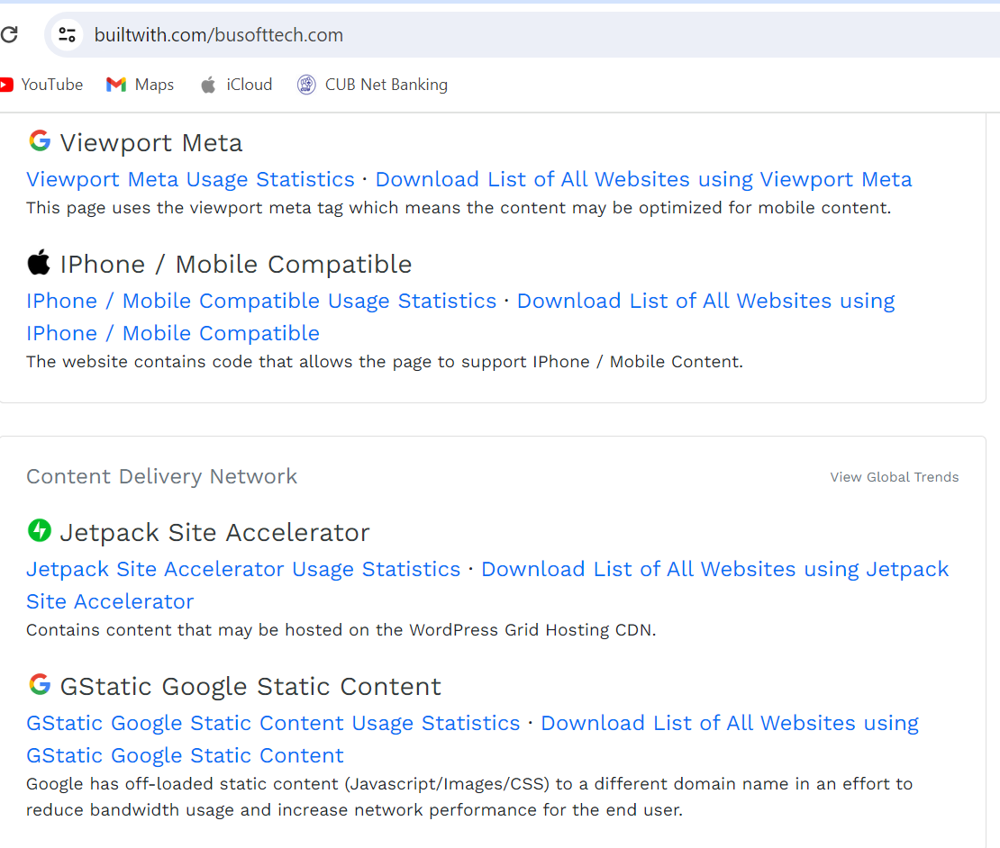 builtwith.com/busofttech.com
YouTube Maps iCloud CUB Net Banking
Viewport Meta
Viewport Meta Usage Statistics · Download List of All Websites using Viewport Meta
This page uses the viewport meta tag which means the content may be optimized for mobile content.
IPhone / Mobile Compatible
IPhone / Mobile Compatible Usage Statistics · Download List of All Websites using
IPhone / Mobile Compatible
The website contains code that allows the page to support IPhone / Mobile Content.
Content Delivery Network View Global Trends
Jetpack Site Accelerator
Jetpack Site Accelerator Usage Statistics · Download List of All Websites using Jetpack
Site Accelerator
Contains content that may be hosted on the WordPress Grid Hosting CDN.
GStatic Google Static Content
GStatic Google Static Content Usage Statistics · Download List of All Websites using
GStatic Google Static Content
Google has off-loaded static content (Javascript/Images/CSS) to a different domain name in an effort to
reduce bandwidth usage and increase network performance for the end user.